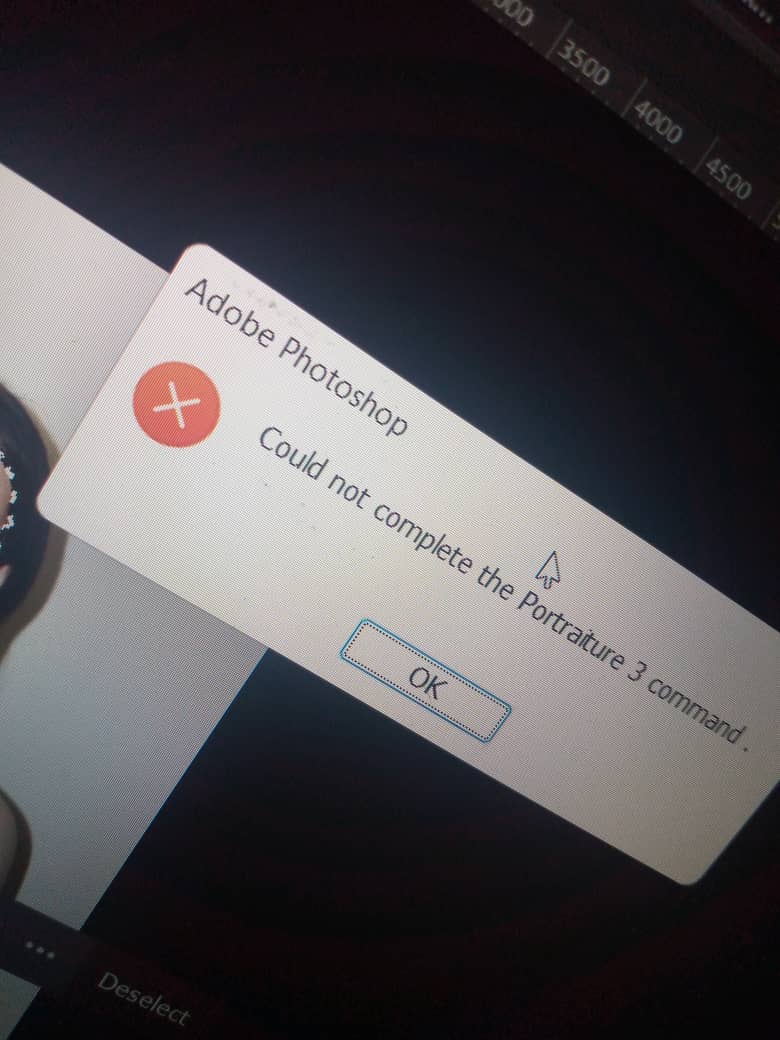 3500
4000
4500
Adobe Photoshop
Could not complete the Portraiture 3 command.
OK
... Deselect